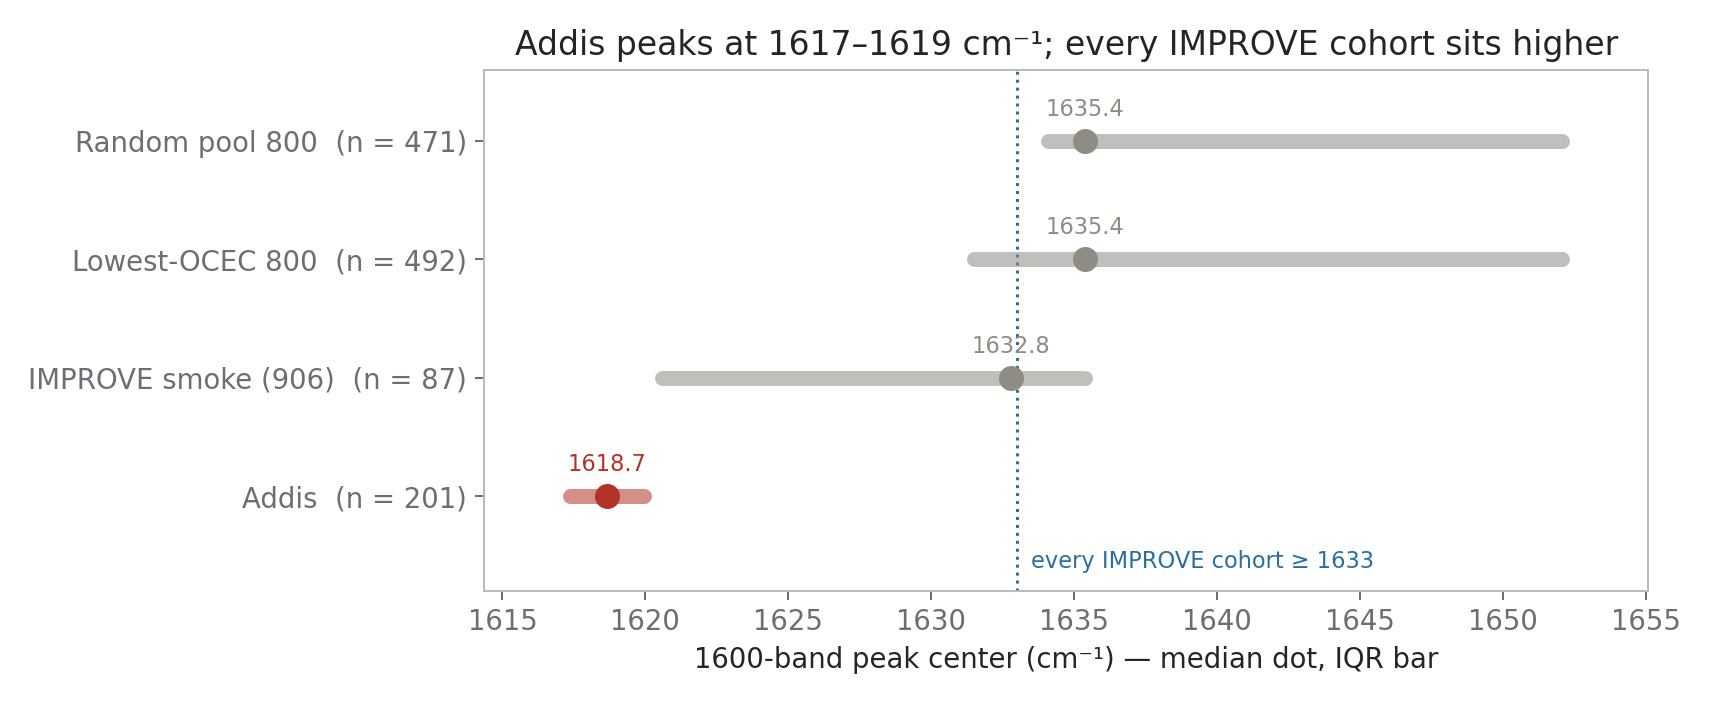 Addis peaks at 1617–1619 cm⁻¹; every IMPROVE cohort sits higher
1635.4
Random pool 800 (n = 471)
1635.4
Lowest-OCEC 800 (n = 492)
1632.8
IMPROVE smoke (906) (n = 87)
1618.7
Addis (n = 201)
every IMPROVE cohort ≥ 1633
1615 1620 1625 1630 1635 1640 1645 1650 1655
1600-band peak center (cm⁻¹) — median dot, IQR bar